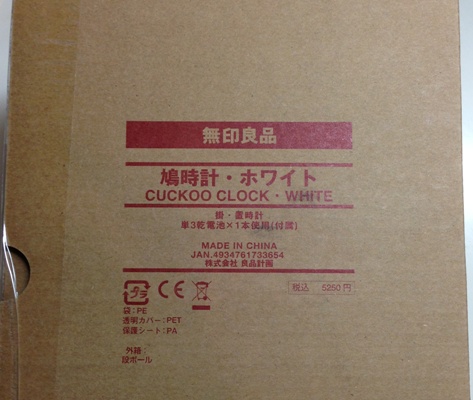 無印良品
鳩時計・ホワイト
CUCKOO CLOCK・WHITE
掛・置時計
単3乾電池×1本使用(付属)
MADE IN CHINA
JAN.4934761733654
株式会社 良品計画
プラ CE
税込 5250円
袋:PE
透明カバー:PET
保護シート:PA
外箱:
段ボール